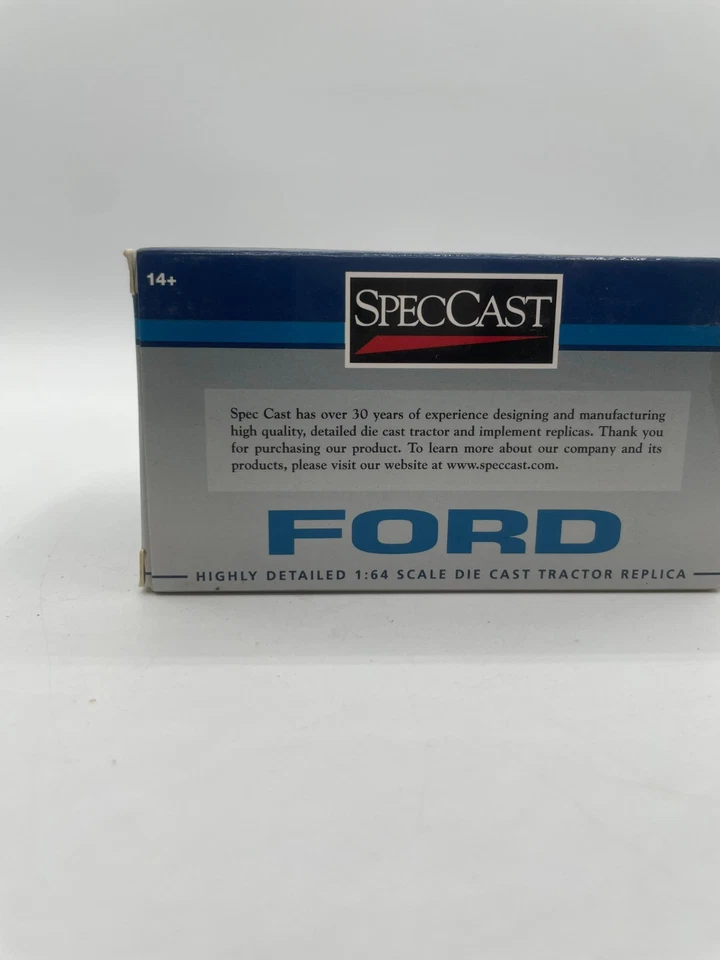 14+
SPECCAST
Spec Cast has over 30 years of experience designing and manufacturing
high quality, detailed die cast tractor and implement replicas. Thank you
for purchasing our product. To learn more about our company and its
products, please visit our website at www.speccast.com.
FORD
HIGHLY DETAILED 1:64 SCALE DIE CAST TRACTOR REPLICA